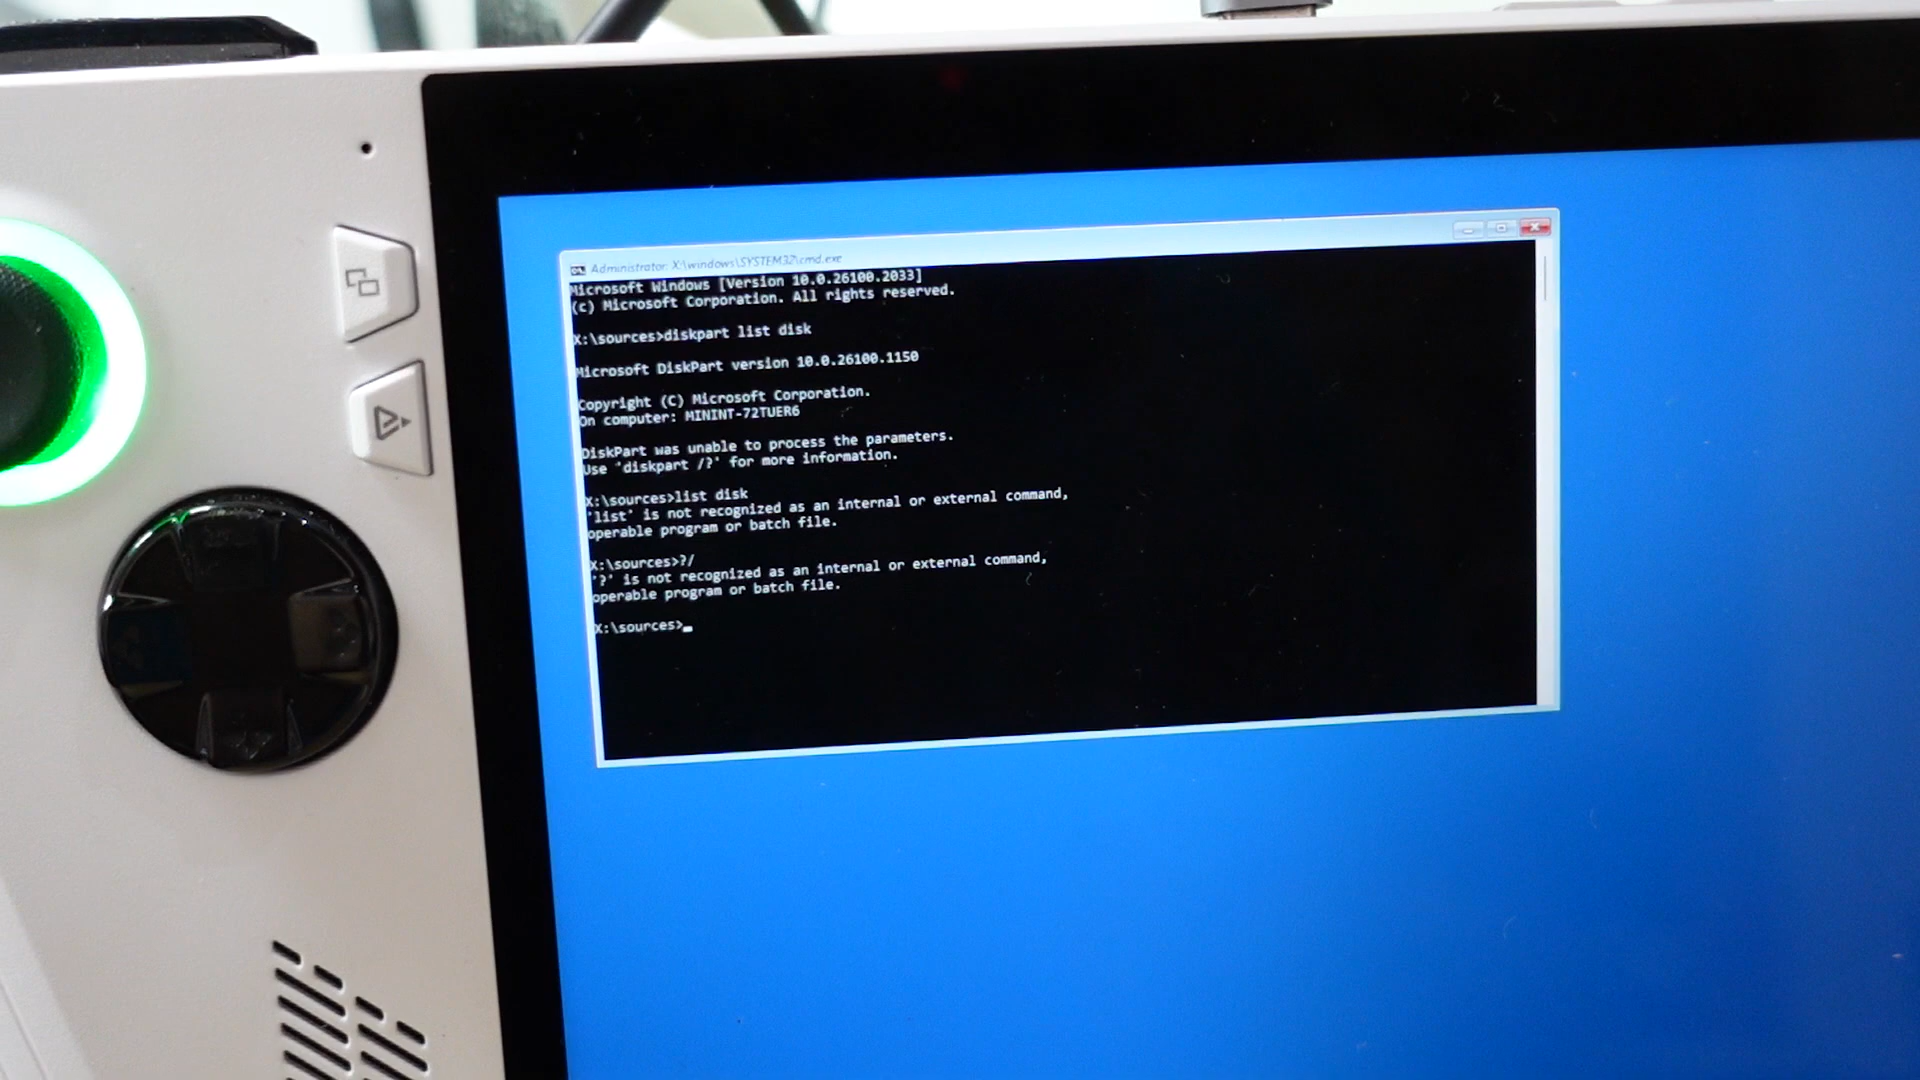 Administrator: X:\windows\SYSTEM32\cmd.exe
Microsoft Windows [Version 10.0.26100.2033]
(c) Microsoft Corporation. All rights reserved.
X:\sources>diskpart list disk
Microsoft DiskPart version 10.0.26100.1150
Copyright (C) Microsoft Corporation.
On computer: MININT-72TUER6
DiskPart was unable to process the parameters.
Use 'diskpart /?' for more information.
X:\sources>list disk
'list' is not recognized as an internal or external command,
operable program or batch file.
X:\sources>?/
'?' is not recognized as an internal or external command,
operable program or batch file.
X:\sources>